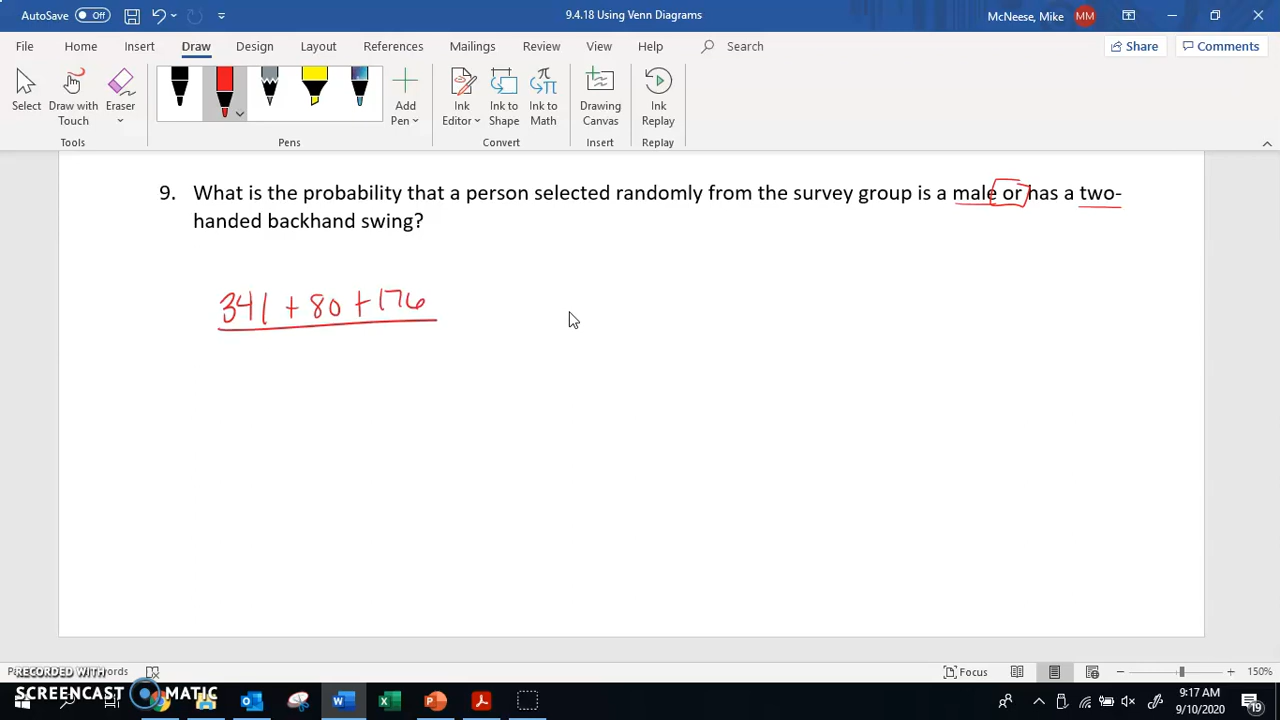 AutoSave Off 9.4.18 Using Venn Diagrams McNeese, Mike MM
File Home Insert Draw Design Layout References Mailings Review View Help Search Share Comments
Select Draw with Touch Eraser Add Pen Ink Editor Ink to Shape Ink to Math Drawing Canvas Ink Replay
Tools Pens Convert Insert Replay
9. What is the probability that a person selected randomly from the survey group is a male or has a two-
handed backhand swing?
341 + 80 + 176
words Focus 150%
RECORDED WITH
SCREENCAST MATIC
9:17 AM
9/10/2020
19